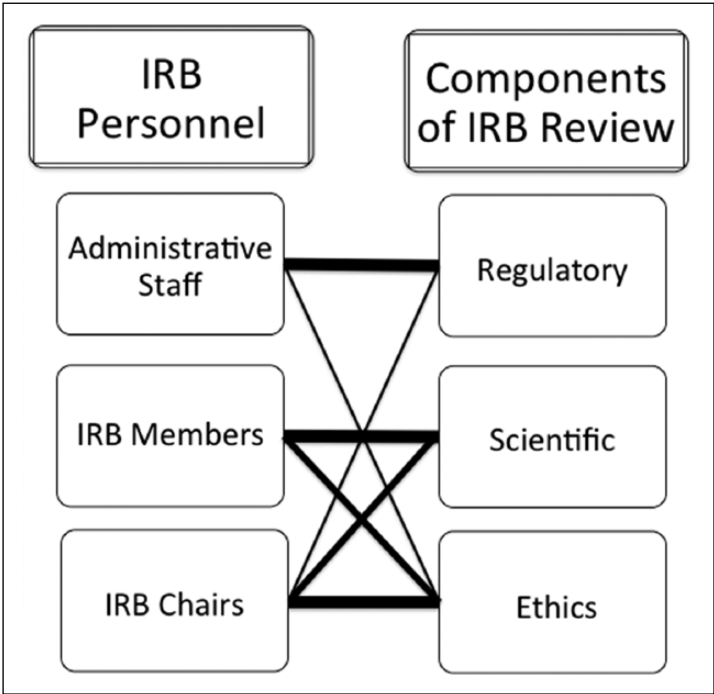 IRB
Personnel
Components
of IRB Review
Administrative
Staff
Regulatory
IRB Members
Scientific
IRB Chairs
Ethics